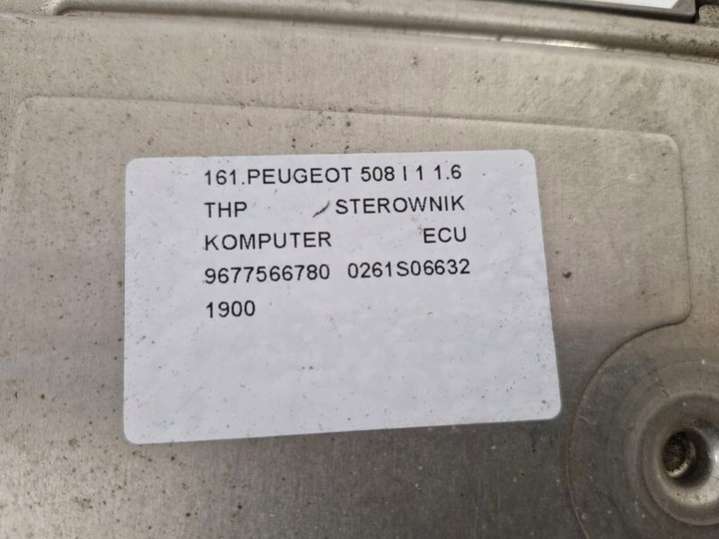 161.PEUGEOT 508 I 1 1.6
THP STEROWNIK
KOMPUTER ECU
9677566780 0261S06632
1900